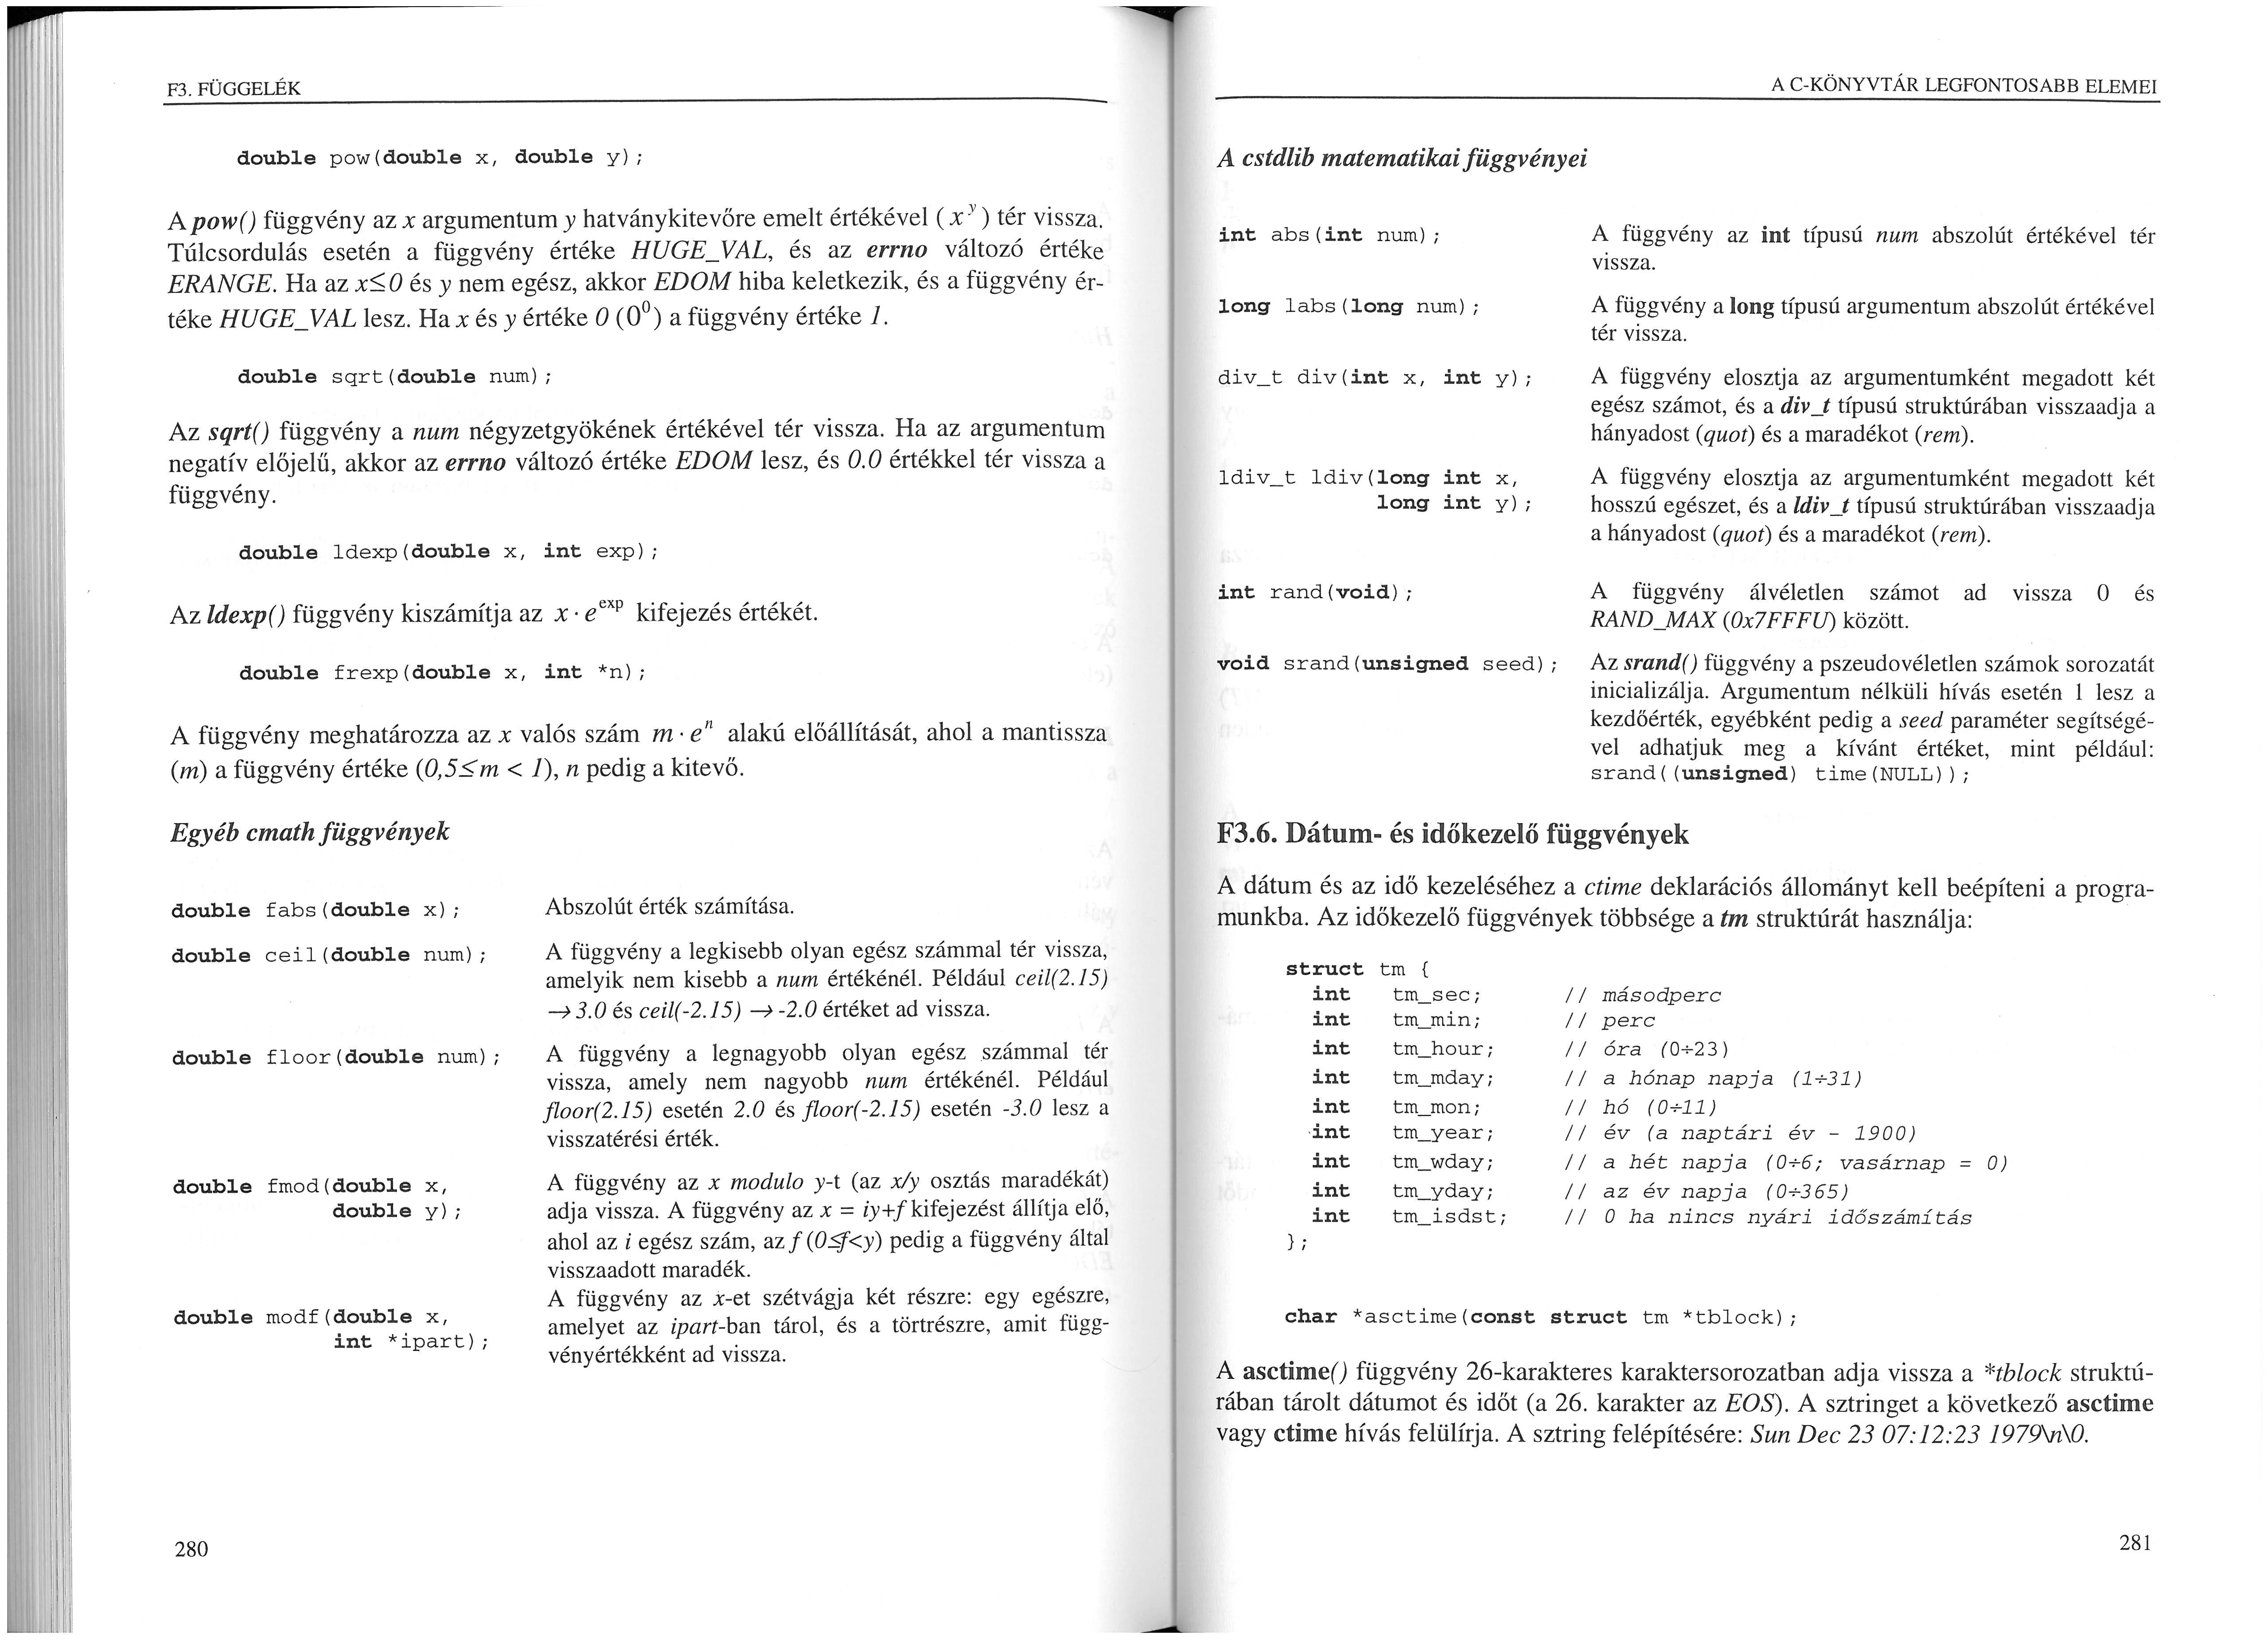 F3. FÜGGELÉK
double pow(double x, double y);
A pow() függvény az x argumentum y hatványkitevőre emelt értékével ( x^y ) tér vissza.
Túlcsordulás esetén a függvény értéke HUGE_VAL, és az errno változó értéke
ERANGE. Ha az x≤0 és y nem egész, akkor EDOM hiba keletkezik, és a függvény ér-
téke HUGE_VAL lesz. Ha x és y értéke 0 (0^0) a függvény értéke 1.
double sqrt(double num);
Az sqrt() függvény a num négyzetgyökének értékével tér vissza. Ha az argumentum
negatív előjelű, akkor az errno változó értéke EDOM lesz, és 0.0 értékkel tér vissza a
függvény.
double ldexp(double x, int exp);
Az ldexp() függvény kiszámítja az x · e^exp kifejezés értékét.
double frexp(double x, int *n);
A függvény meghatározza az x valós szám m · e^n alakú előállítását, ahol a mantissza
(m) a függvény értéke (0,5≤m < 1), n pedig a kitevő.
Egyéb cmath függvények
double fabs(double x); Abszolút érték számítása.
double ceil(double num); A függvény a legkisebb olyan egész számmal tér vissza,
amelyik nem kisebb a num értékénél. Például ceil(2.15)
→ 3.0 és ceil(-2.15) → -2.0 értéket ad vissza.
double floor(double num); A függvény a legnagyobb olyan egész számmal tér
vissza, amely nem nagyobb num értékénél. Például
floor(2.15) esetén 2.0 és floor(-2.15) esetén -3.0 lesz a
visszatérési érték.
double fmod(double x, A függvény az x modulo y-t (az x/y osztás maradékát)
double y); adja vissza. A függvény az x = iy+f kifejezést állítja elő,
ahol az i egész szám, az f (0≤f<y) pedig a függvény által
visszaadott maradék.
A függvény az x-et szétvágja két részre: egy egészre,
double modf(double x, amelyet az ipart-ban tárol, és a törtrészre, amit függ-
int *ipart); vényértékként ad vissza.
280
A C-KÖNYVTÁR LEGFONTOSABB ELEMEI
A cstdlib matematikai függvényei
int abs(int num); A függvény az int típusú num abszolút értékével tér
vissza.
long labs(long num); A függvény a long típusú argumentum abszolút értékével
tér vissza.
div_t div(int x, int y); A függvény elosztja az argumentumként megadott két
egész számot, és a div_t típusú struktúrában visszaadja a
hányadost (quot) és a maradékot (rem).
ldiv_t ldiv(long int x, A függvény elosztja az argumentumként megadott két
long int y); hosszú egészet, és a ldiv_t típusú struktúrában visszaadja
a hányadost (quot) és a maradékot (rem).
int rand(void); A függvény álvéletlen számot ad vissza 0 és
RAND_MAX (0x7FFFU) között.
void srand(unsigned seed); Az srand() függvény a pszeudovéletlen számok sorozatát
inicializálja. Argumentum nélküli hívás esetén 1 lesz a
kezdőérték, egyébként pedig a seed paraméter segítségé-
vel adhatjuk meg a kívánt értéket, mint például:
srand((unsigned) time(NULL));
F3.6. Dátum- és időkezelő függvények
A dátum és az idő kezeléséhez a ctime deklarációs állományt kell beépíteni a progra-
munkba. Az időkezelő függvények többsége a tm struktúrát használja:
struct tm {
int tm_sec; // másodperc
int tm_min; // perc
int tm_hour; // óra (0÷23)
int tm_mday; // a hónap napja (1÷31)
int tm_mon; // hó (0÷11)
int tm_year; // év (a naptári év - 1900)
int tm_wday; // a hét napja (0÷6; vasárnap = 0)
int tm_yday; // az év napja (0÷365)
int tm_isdst; // 0 ha nincs nyári időszámítás
};
char *asctime(const struct tm *tblock);
A asctime() függvény 26-karakteres karaktersorozatban adja vissza a *tblock struktú-
rában tárolt dátumot és időt (a 26. karakter az EOS). A sztringet a következő asctime
vagy ctime hívás felülírja. A sztring felépítésére: Sun Dec 23 07:12:23 1979\n\0.
281